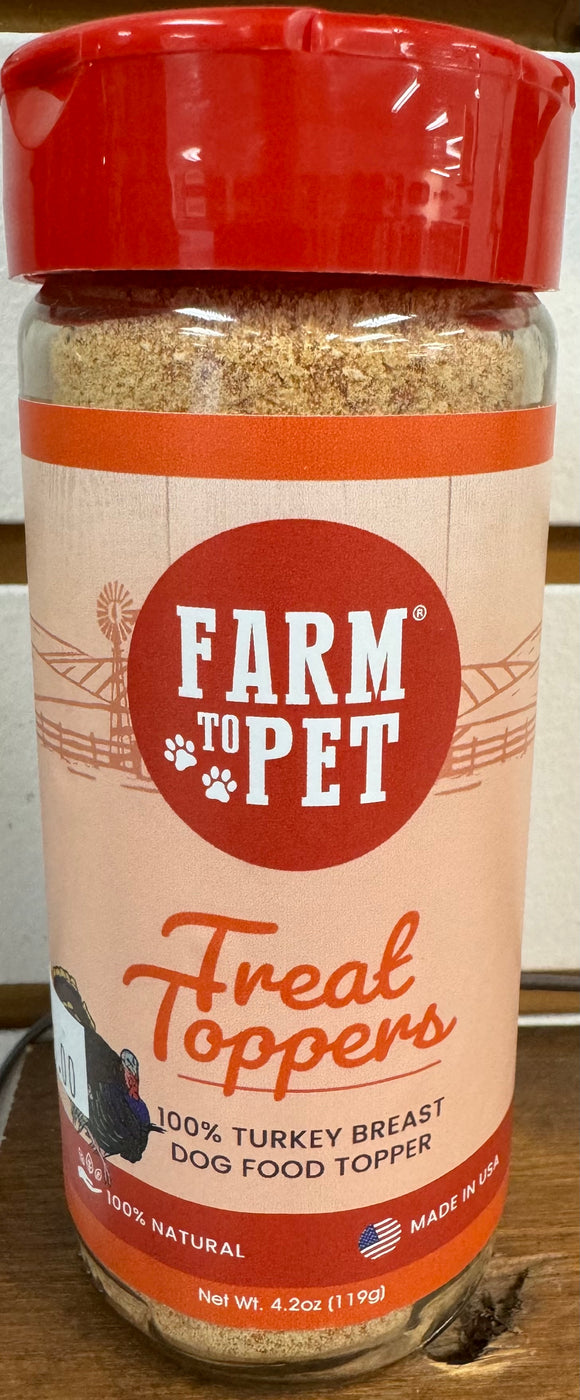 FARM®
TO PET
Treat
Toppers
.00
100% TURKEY BREAST
DOG FOOD TOPPER
100% NATURAL
MADE IN USA
Net Wt. 4.2oz (119g)